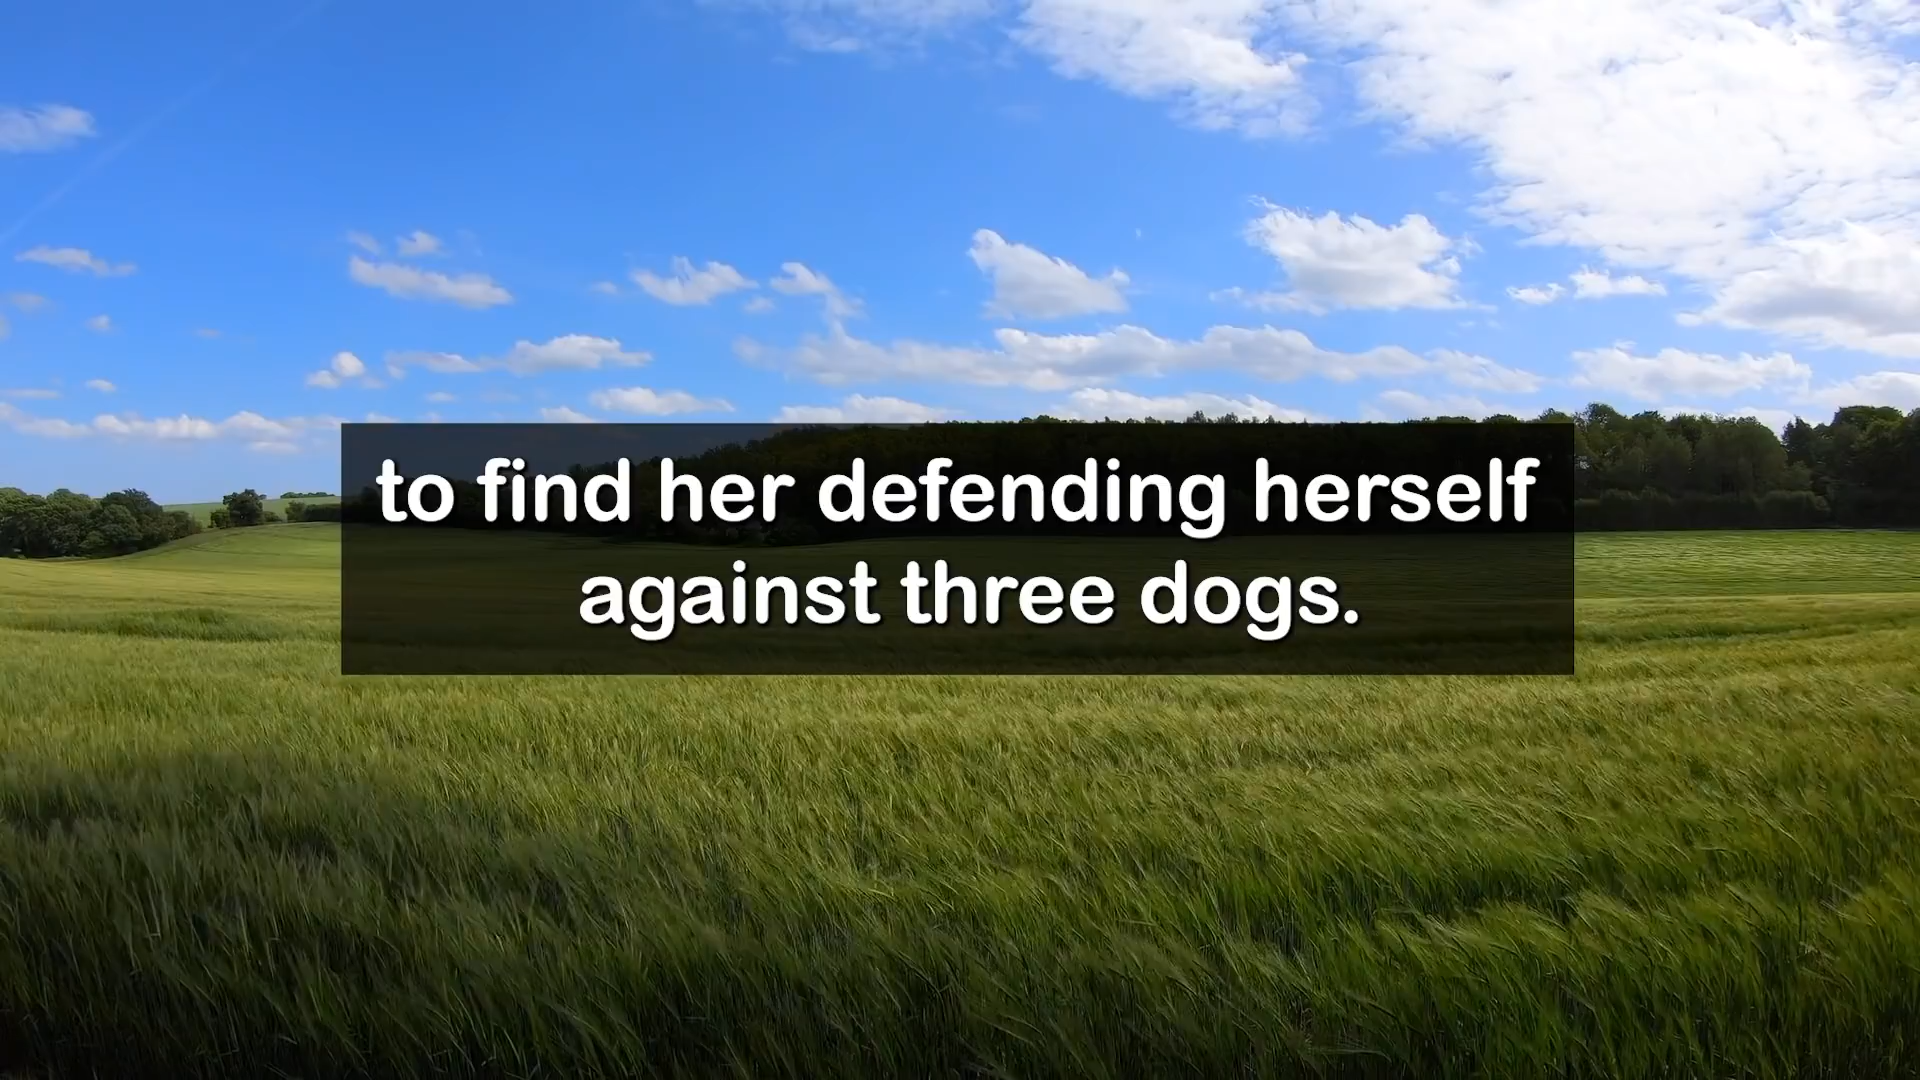 to find her defending herself
against three dogs.